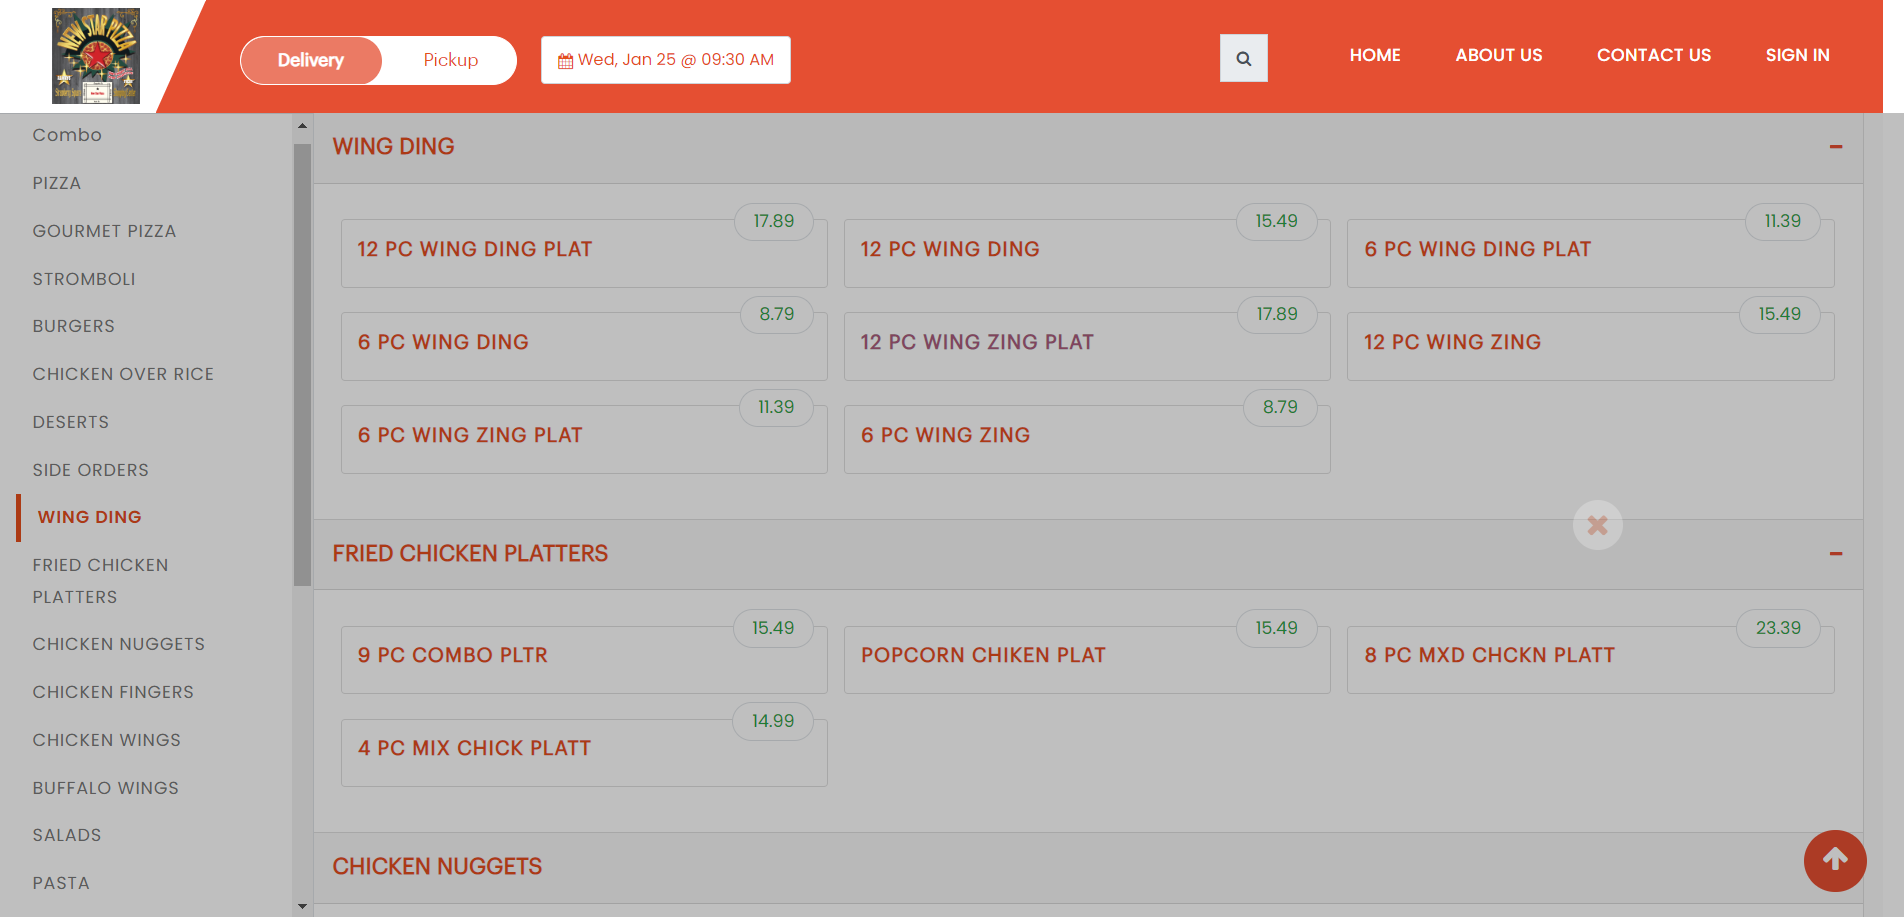 NEW STAR PIZZA
Delivery
Pickup
Wed, Jan 25 @ 09:30 AM
HOME
ABOUT US
CONTACT US
SIGN IN
Combo
PIZZA
GOURMET PIZZA
STROMBOLI
BURGERS
CHICKEN OVER RICE
DESERTS
SIDE ORDERS
WING DING
FRIED CHICKEN
PLATTERS
CHICKEN NUGGETS
CHICKEN FINGERS
CHICKEN WINGS
BUFFALO WINGS
SALADS
PASTA
WING DING
17.89
12 PC WING DING PLAT
15.49
12 PC WING DING
11.39
6 PC WING DING PLAT
8.79
6 PC WING DING
17.89
12 PC WING ZING PLAT
15.49
12 PC WING ZING
11.39
6 PC WING ZING PLAT
8.79
6 PC WING ZING
FRIED CHICKEN PLATTERS
15.49
9 PC COMBO PLTR
15.49
POPCORN CHIKEN PLAT
23.39
8 PC MXD CHCKN PLATT
14.99
4 PC MIX CHICK PLATT
CHICKEN NUGGETS